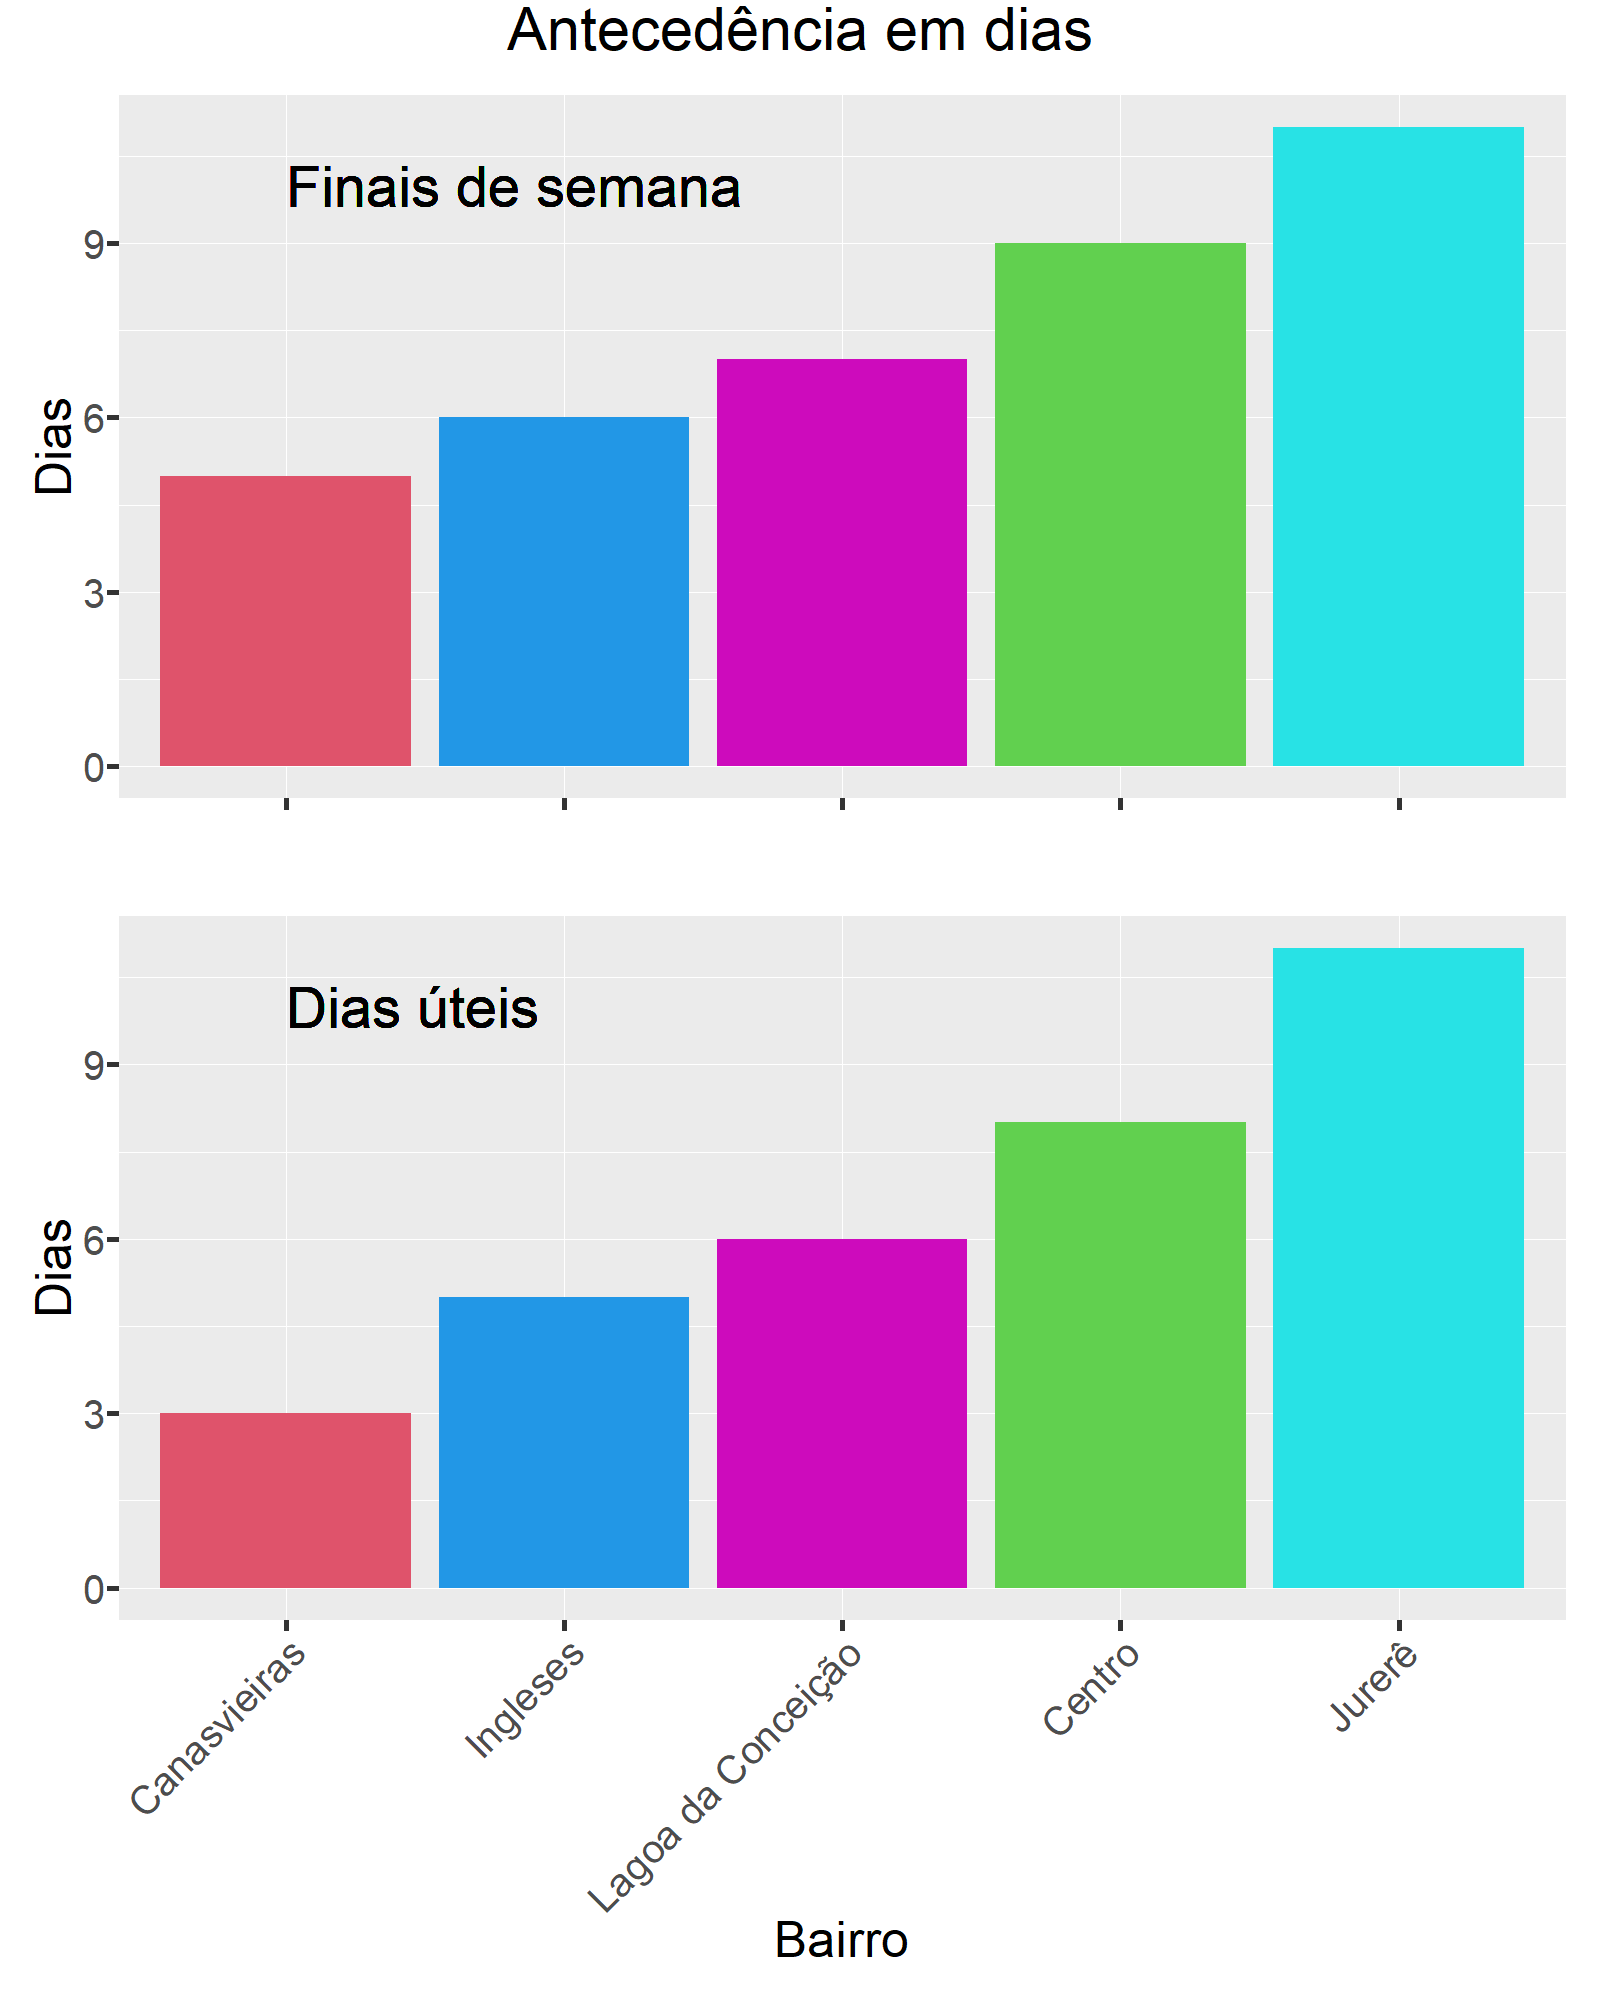 Antecedência em dias
Finais de semana
Dias
9
6
3
0
Dias úteis
Dias
9
6
3
0
Canasvieiras
Ingleses
Lagoa da Conceição
Centro
Jurerê
Bairro